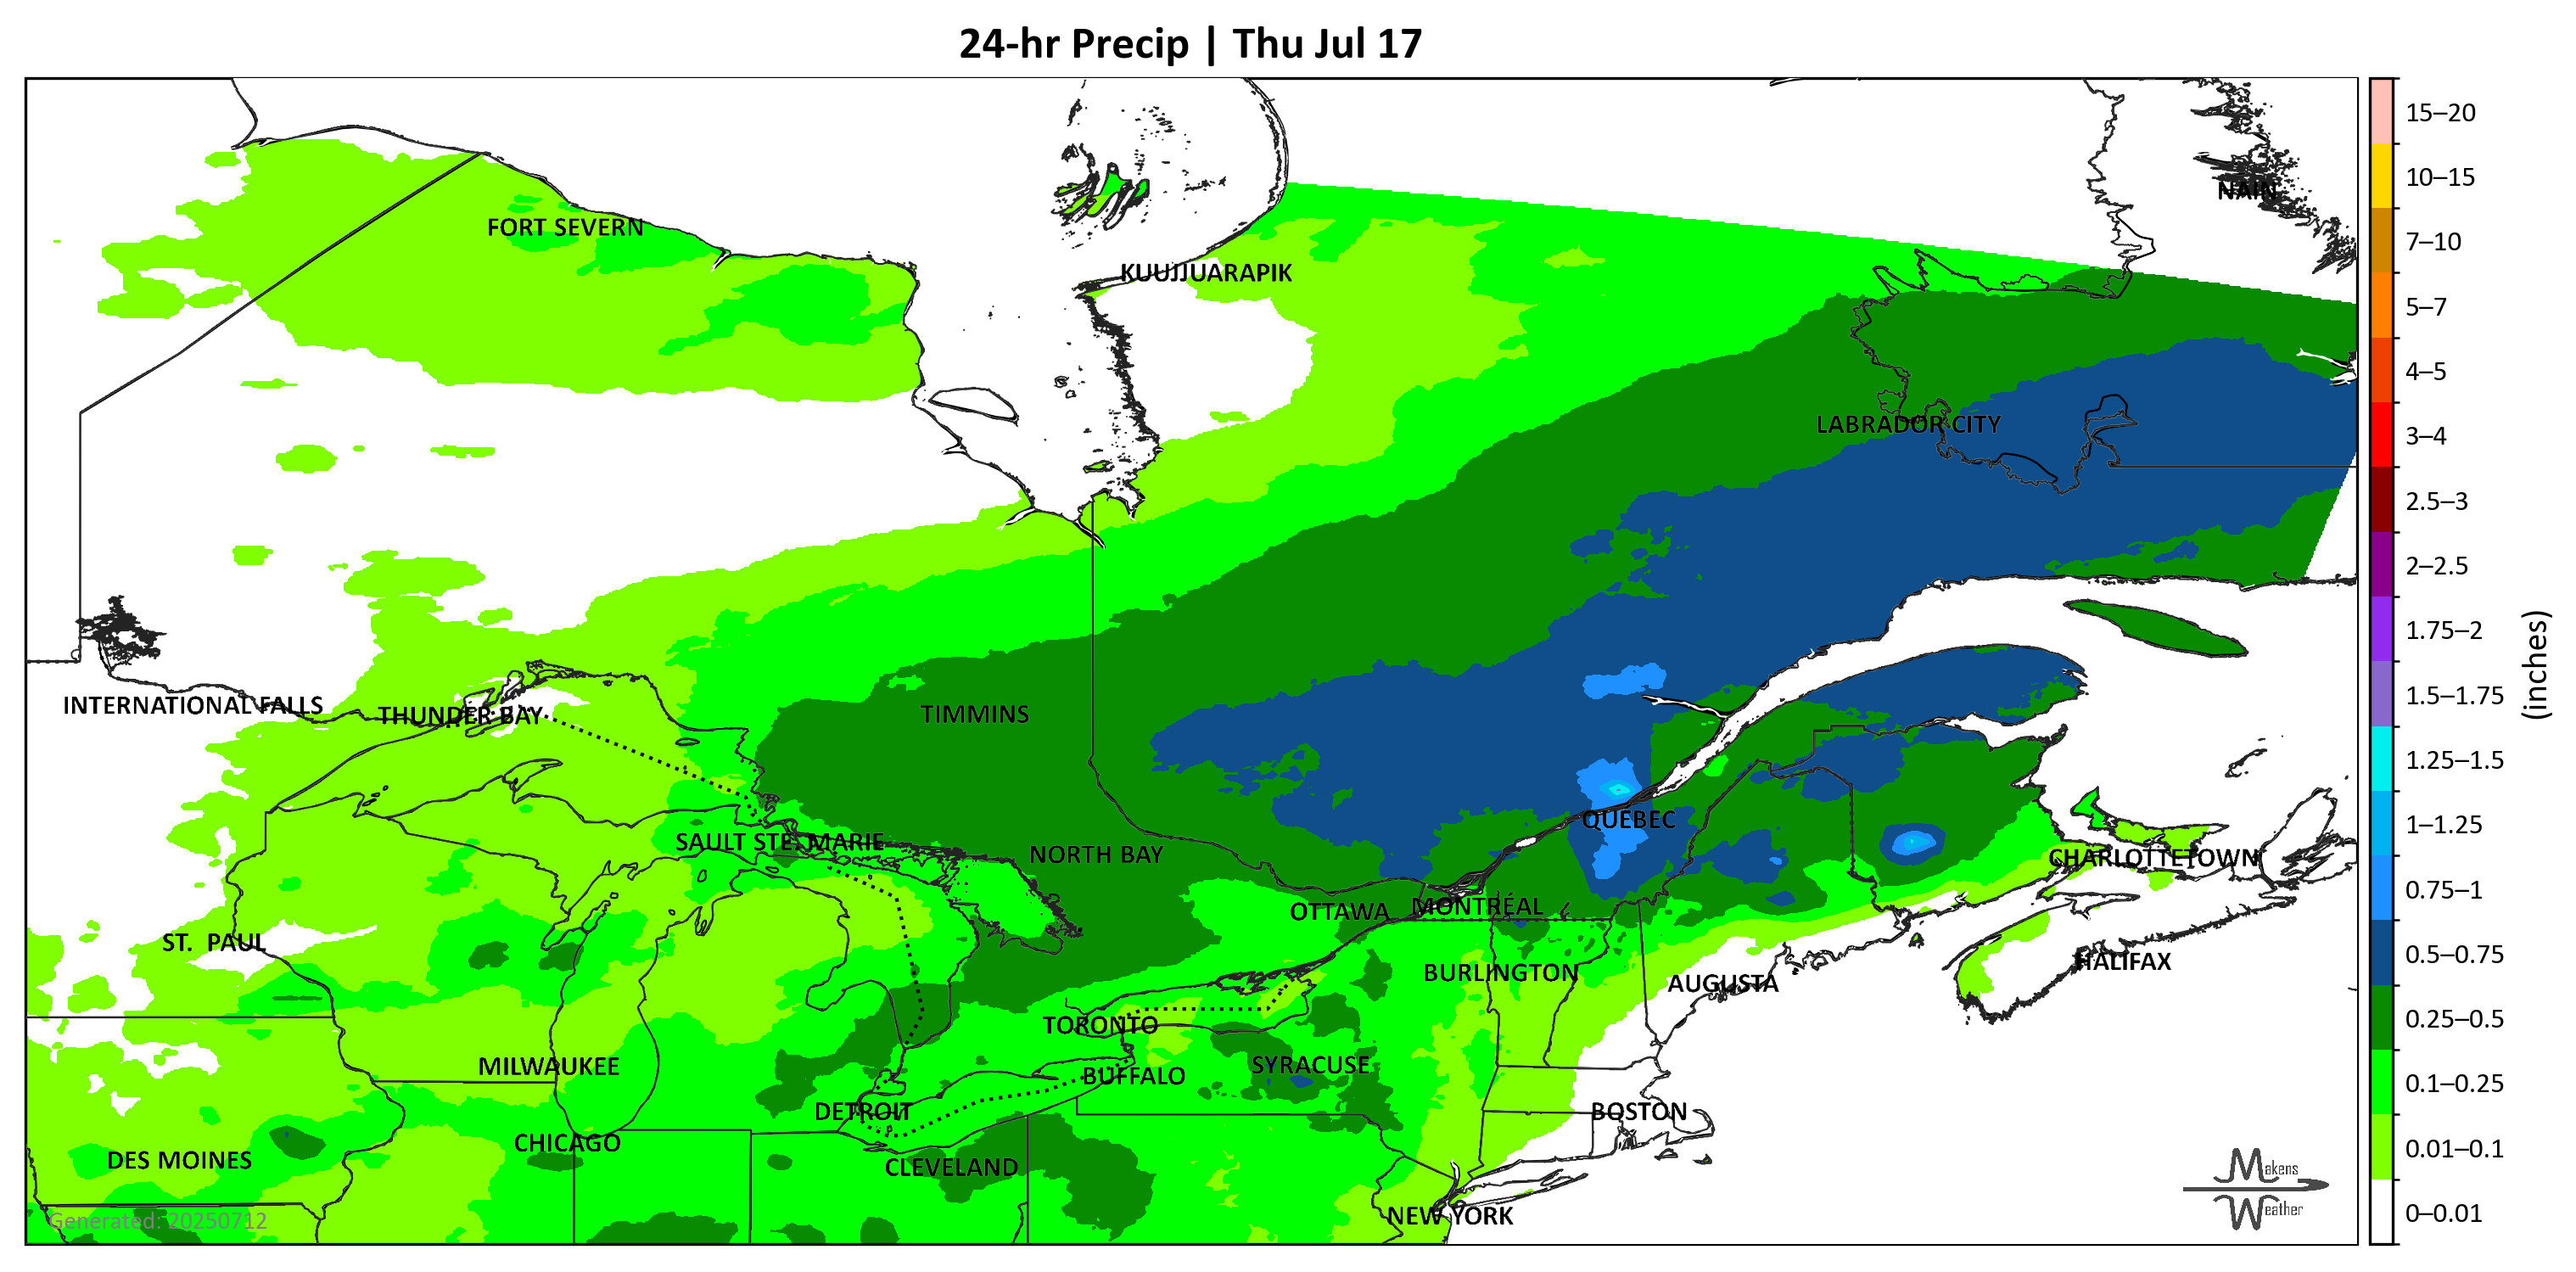 24-hr Precip | Thu Jul 17
NAIN
FORT SEVERN
KUUJJUARAPIK
LABRADOR CITY
INTERNATIONAL FALLS
THUNDER BAY
TIMMINS
QUÉBEC
SAULT STE. MARIE
NORTH BAY
CHARLOTTETOWN
OTTAWA
MONTRÉAL
ST. PAUL
HALIFAX
BURLINGTON
AUGUSTA
TORONTO
MILWAUKEE
SYRACUSE
BUFFALO
DETROIT
BOSTON
CHICAGO
DES MOINES
CLEVELAND
NEW YORK
Generated: 20250712
Makens
Weather
15–20
10–15
7–10
5–7
4–5
3–4
2.5–3
2–2.5
1.75–2
1.5–1.75
1.25–1.5
1–1.25
0.75–1
0.5–0.75
0.25–0.5
0.1–0.25
0.01–0.1
0–0.01
(inches)